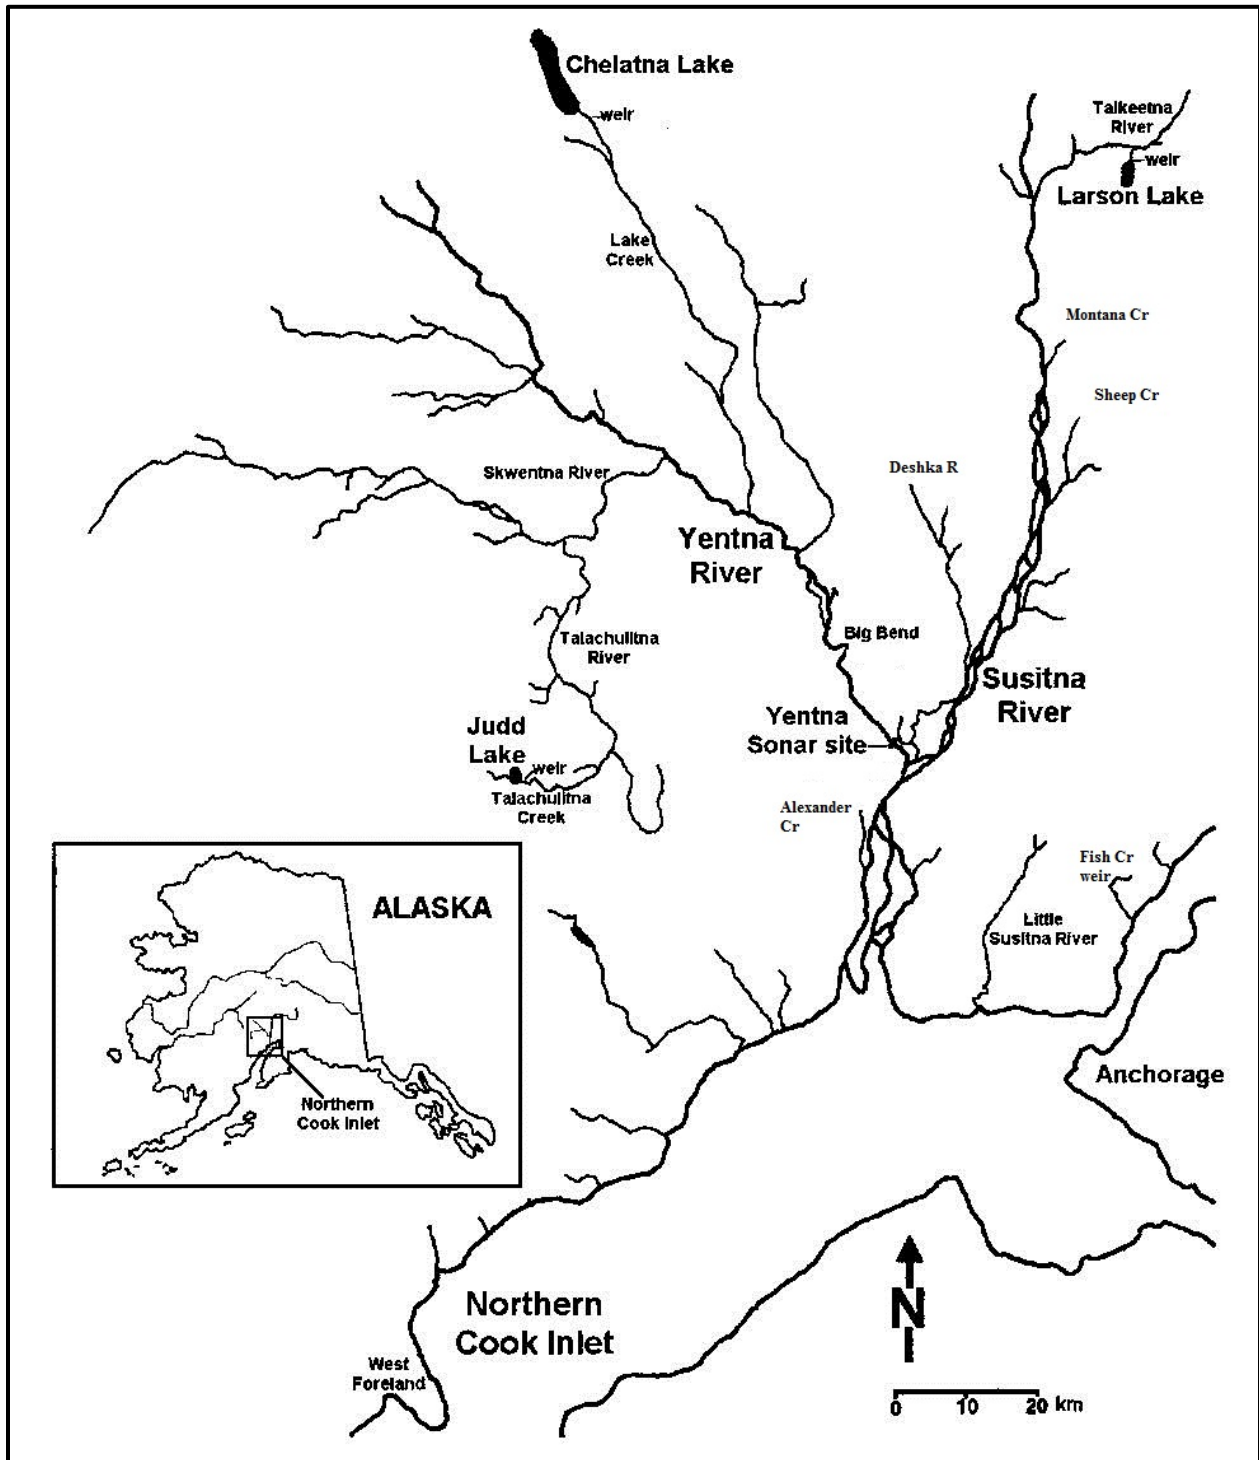 Chelatna Lake
weir
Talkeetna
River
weir
Larson Lake
Lake
Creek
Montana Cr
Sheep Cr
Deshka R
Skwentna River
Yentna
River
Big Bend
Talachulitna
River
Susitna
River
Yentna
Sonar site
Judd
Lake
weir
Talachulitna
Creek
Alexander
Cr
Fish Cr
weir
Little
Susitna River
ALASKA
Northern
Cook Inlet
Anchorage
Northern
Cook Inlet
West
Foreland
N
0 10 20 km